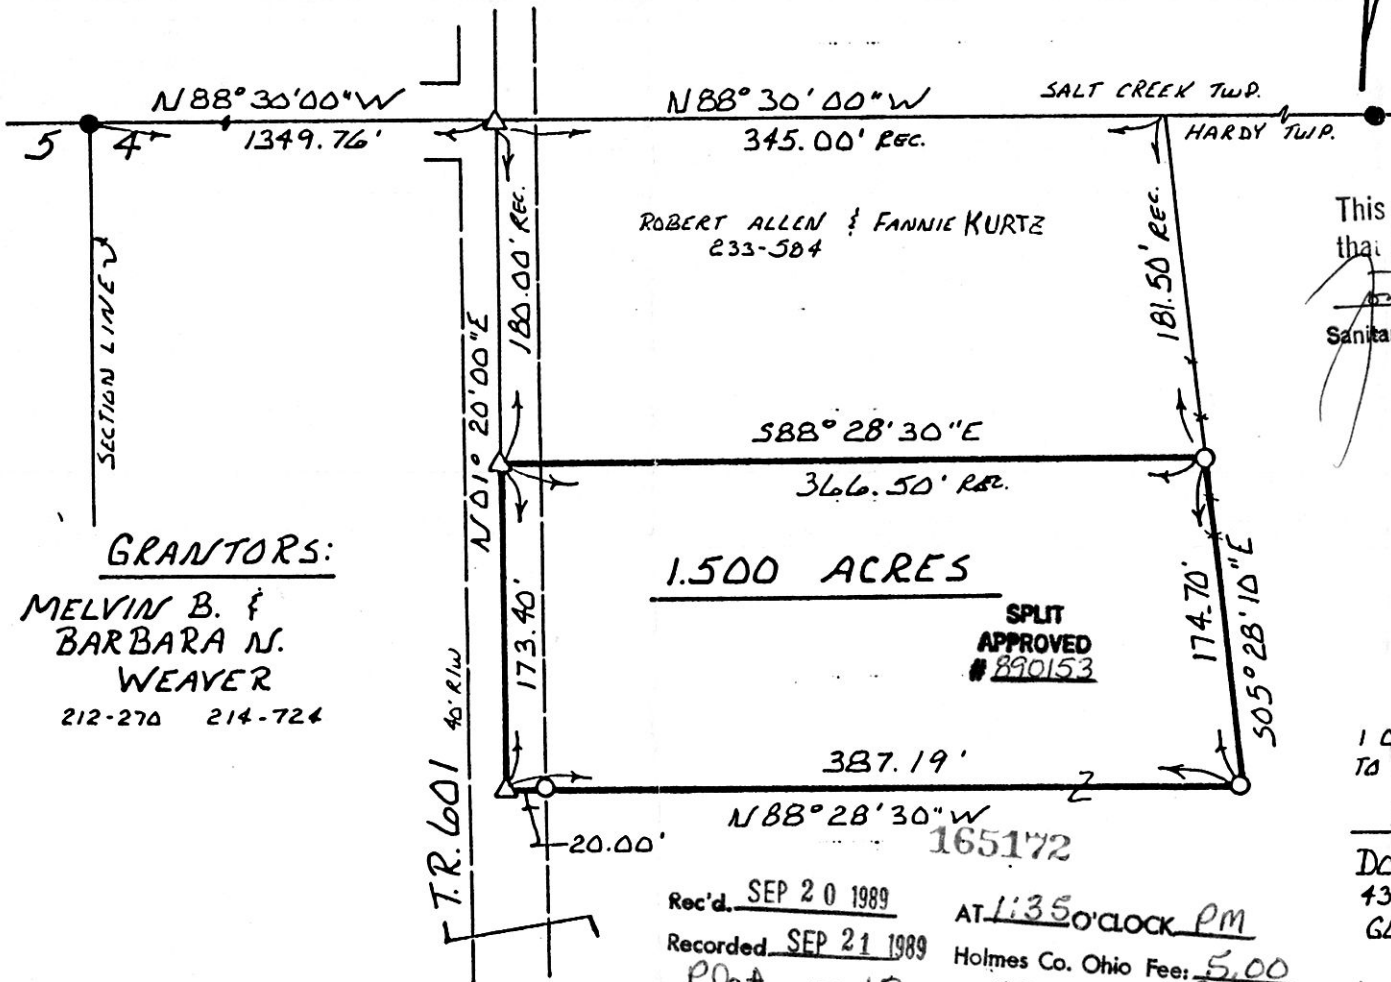 N88°30'00"W
1349.76'
N88°30'00"W
345.00' REC.
SALT CREEK TWP.
HARDY TWP.
5 4
SECTION LINE
180.00' REC.
ROBERT ALLEN & FANNIE KURTZ
233-584
181.50' REC.
This
that
Sanita
N01°20'00"E
S88°28'30"E
366.50' REC.
GRANTORS:
MELVIN B. &
BARBARA N.
WEAVER
212-270 214-724
1.500 ACRES
173.40'
174.70'
S05°28'10"E
SPLIT
APPROVED
# 890153
T.R. 601 40' R/W
387.19'
N88°28'30"W
20.00'
165172
Rec'd. SEP 20 1989 AT 1:35 O'CLOCK PM
Recorded SEP 21 1989 Holmes Co. Ohio Fee: 5.00
TO
43